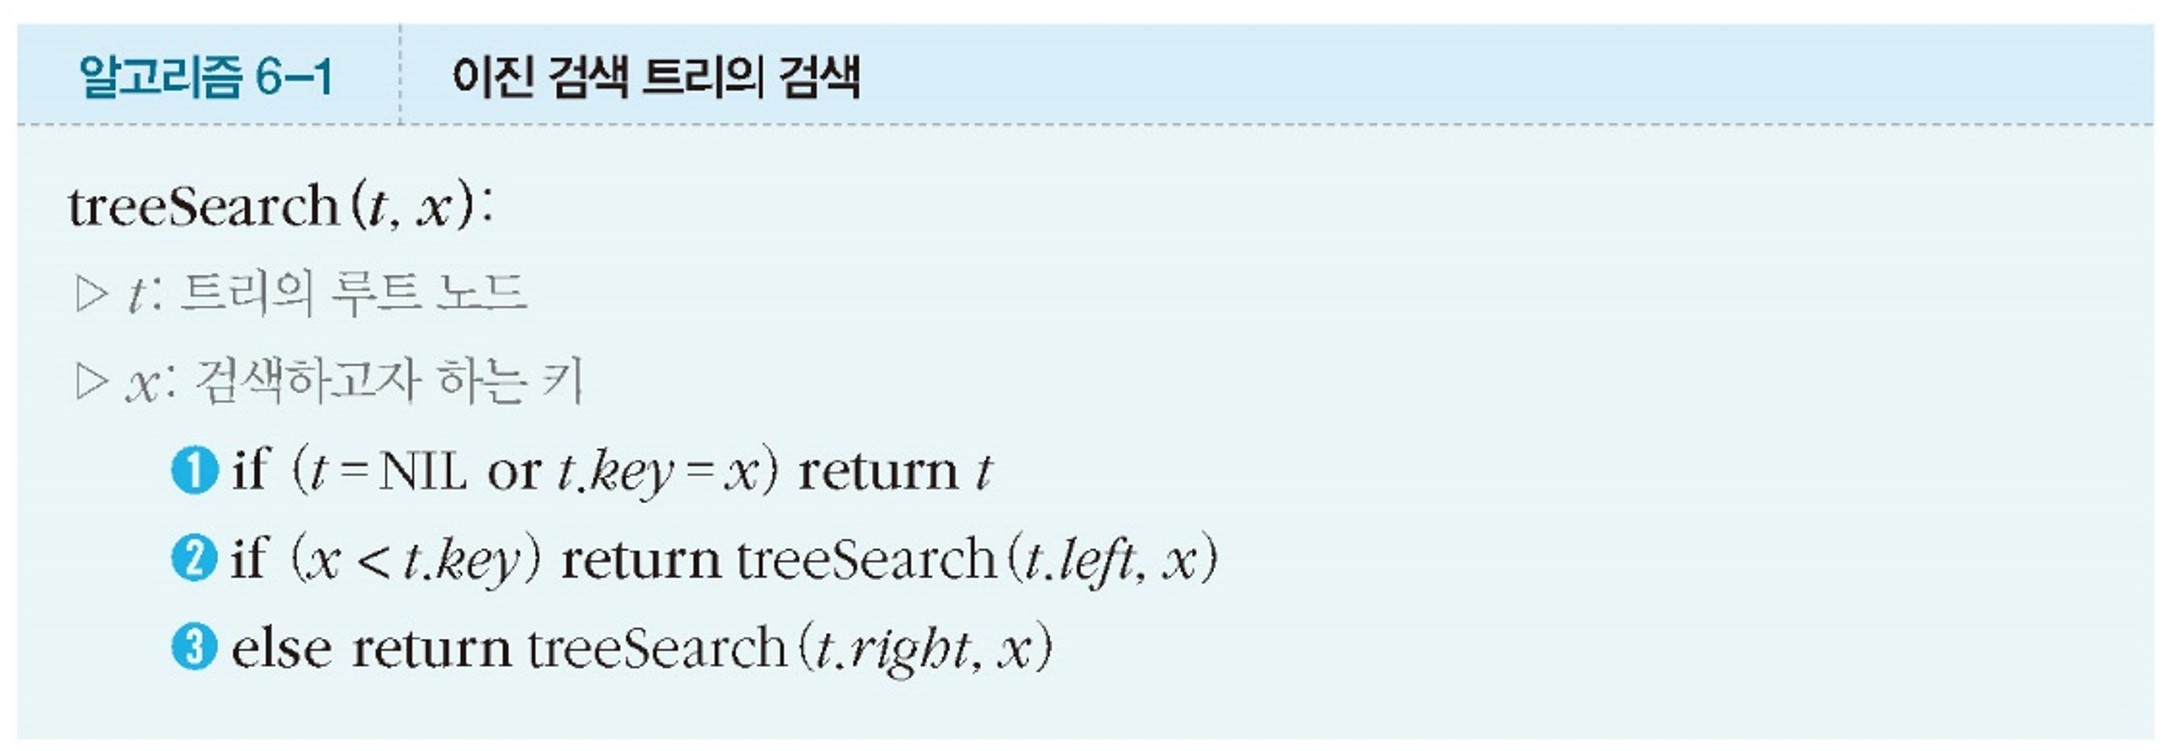 알고리즘 6-1 이진 검색 트리의 검색
treeSearch(t, x):
▷ t: 트리의 루트 노드
▷ x: 검색하고자 하는 키
❶ if (t=NIL or t.key=x) return t
❷ if (x < t.key) return treeSearch(t.left, x)
❸ else return treeSearch(t.right, x)